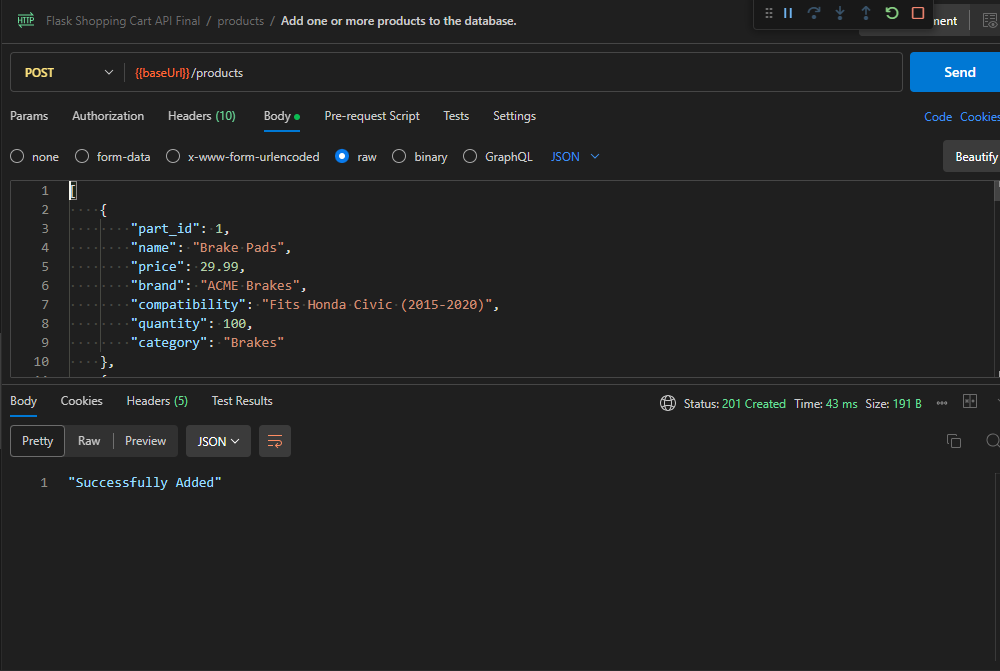 HTTP Flask Shopping Cart API Final / products / Add one or more products to the database.
ment
POST {{baseUrl}}/products Send
Params Authorization Headers (10) Body Pre-request Script Tests Settings Code Cookies
none form-data x-www-form-urlencoded raw binary GraphQL JSON Beautify
1 [
2 {
3 "part_id": 1,
4 "name": "Brake Pads",
5 "price": 29.99,
6 "brand": "ACME Brakes",
7 "compatibility": "Fits Honda Civic (2015-2020)",
8 "quantity": 100,
9 "category": "Brakes"
10 },
Body Cookies Headers (5) Test Results Status: 201 Created Time: 43 ms Size: 191 B
Pretty Raw Preview JSON
1 "Successfully Added"